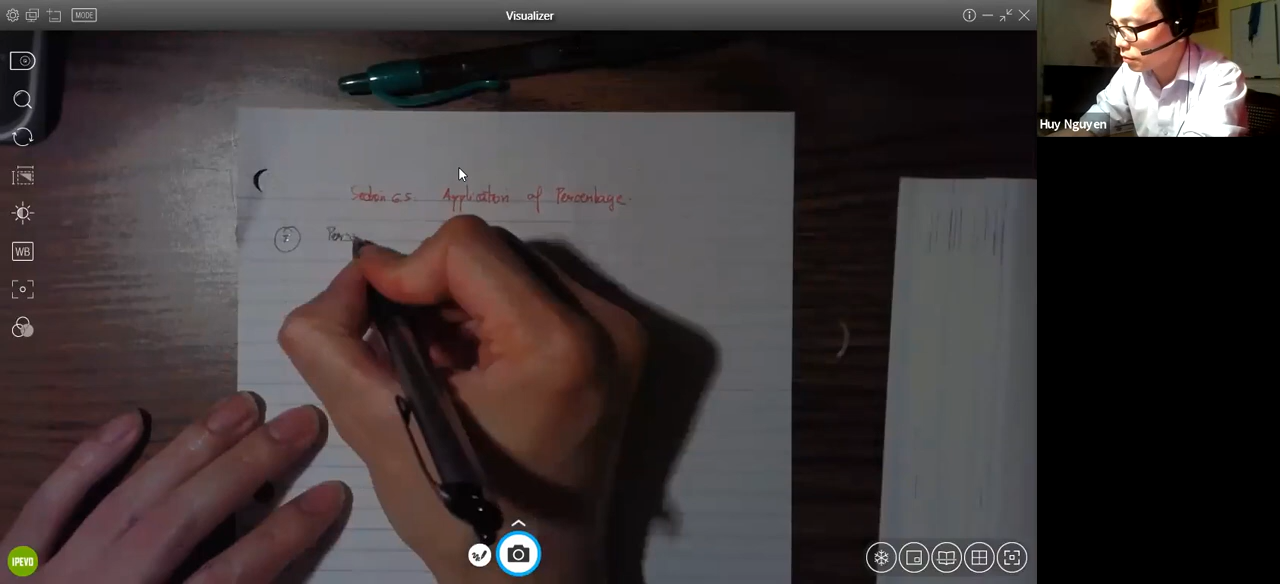 MODE
Visualizer
Huy Nguyen
Section 6.5. Application of Percentage.
WB
IPEVO